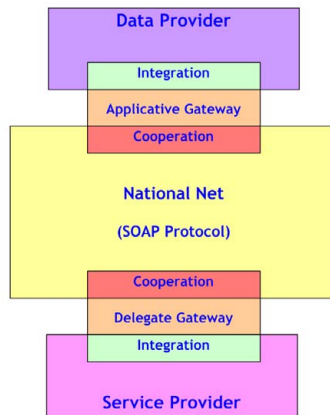 Data Provider
Integration
Applicative Gateway
Cooperation
National Net
(SOAP Protocol)
Cooperation
Delegate Gateway
Integration
Service Provider